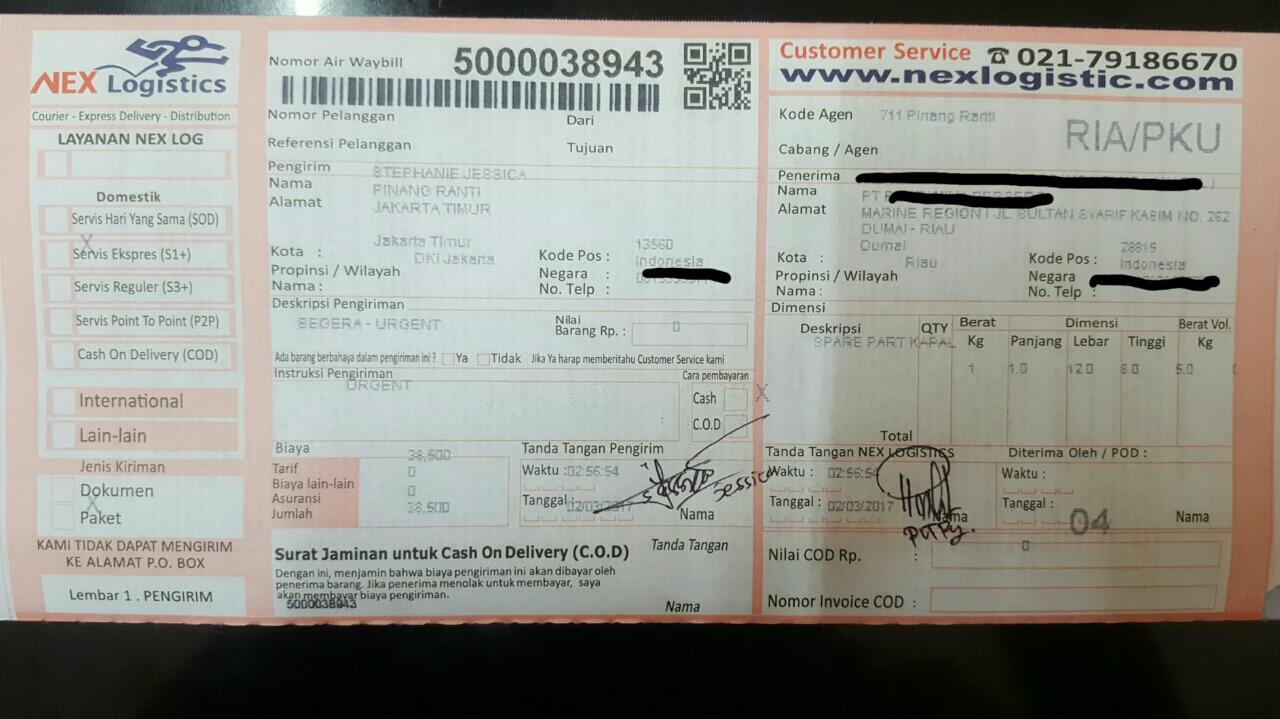 NEX Logistics
Courier - Express Delivery - Distribution
LAYANAN NEX LOG
Domestik
Servis Hari Yang Sama (SOD)
X
Servis Ekspres (S1+)
Servis Reguler (S3+)
Servis Point To Point (P2P)
Cash On Delivery (COD)
International
Lain-lain
Jenis Kiriman
Dokumen
X
Paket
KAMI TIDAK DAPAT MENGIRIM
KE ALAMAT P.O. BOX
Lembar 1 . PENGIRIM
Nomor Air Waybill 5000038943
Nomor Pelanggan Dari
Referensi Pelanggan Tujuan
Pengirim STEPHANIE JESSICA
Nama PINANG RANTI
Alamat JAKARTA TIMUR
Kota : Jakarta Timur Kode Pos : 13560
Propinsi / Wilayah DKI Jakarta Negara : Indonesia
Nama : No. Telp :
Deskripsi Pengiriman
SEGERA - URGENT Nilai Barang Rp. : 0
Ada barang berbahaya dalam pengiriman ini ? Ya Tidak Jika Ya harap memberitahu Customer Service kami
Instruksi Pengiriman Cara pembayaran
URGENT
Cash X
C.O.D
Biaya Tanda Tangan Pengirim
Tarif 38,500
Biaya lain-lain 0
Asuransi 0
Jumlah 38,500
Waktu : 02:56:54
Tanggal : 02/03/2017
Jessica
Nama
Surat Jaminan untuk Cash On Delivery (C.O.D) Tanda Tangan
Dengan ini, menjamin bahwa biaya pengiriman ini akan dibayar oleh
penerima barang. Jika penerima menolak untuk membayar, saya
akan membayar biaya pengiriman.
5000038943 Nama
Customer Service ☎ 021-79186670
www.nexlogistic.com
Kode Agen 711 Pinang Ranti
RIA/PKU
Cabang / Agen
Penerima
Nama PT
Alamat MARINE REGION I JL SULTAN SYARIF KASIM NO. 262
DUMAI - RIAU
Kota : Dumai Kode Pos : 28815
Propinsi / Wilayah Riau Negara Indonesia
Nama : No. Telp :
Dimensi
Deskripsi QTY Berat Dimensi Berat Vol.
Kg Panjang Lebar Tinggi Kg
SPARE PART KAPAL
1 1.0 12.0 8.0 5.0
Total
Tanda Tangan NEX LOGISTICS Diterima Oleh / POD :
Waktu : 02:56:54 Waktu :
Tanggal : 02/03/2017 Tanggal :
Nama 04 Nama
Nilai COD Rp. : 0
Nomor Invoice COD :